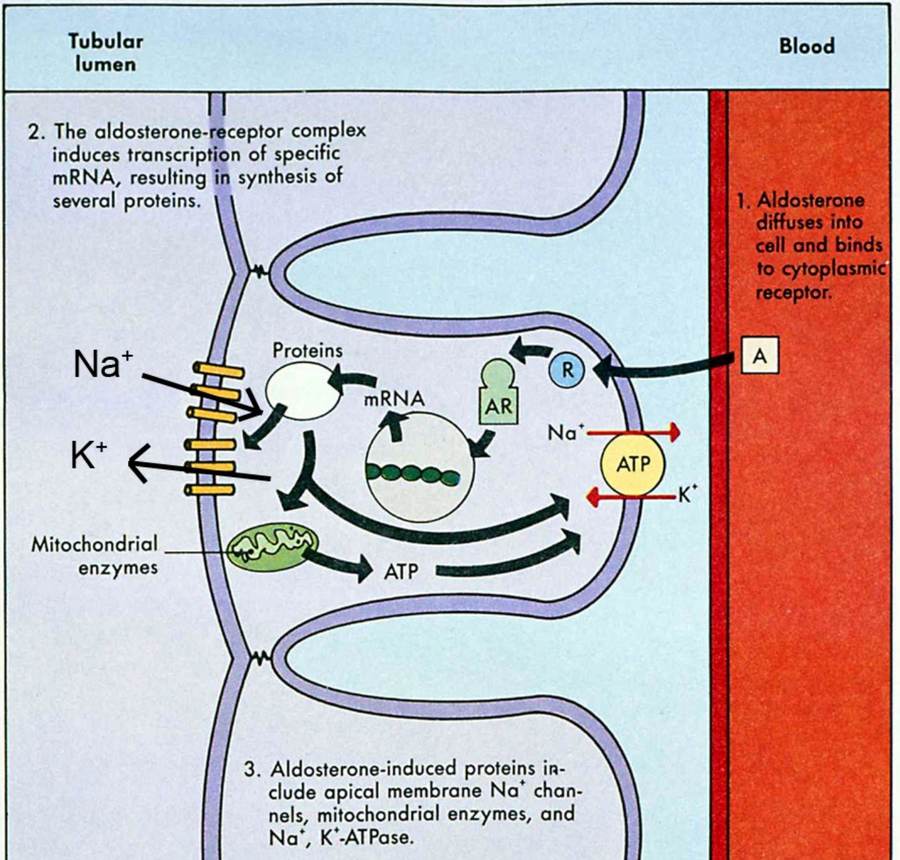 Tubular
lumen
Blood
2. The aldosterone-receptor complex
induces transcription of specific
mRNA, resulting in synthesis of
several proteins.
1. Aldosterone
diffuses into
cell and binds
to cytoplasmic
receptor.
Na⁺
K⁺
Proteins
mRNA
AR
R
A
Na⁺
ATP
K⁺
Mitochondrial
enzymes
ATP
3. Aldosterone-induced proteins in-
clude apical membrane Na⁺ chan-
nels, mitochondrial enzymes, and
Na⁺, K⁺-ATPase.